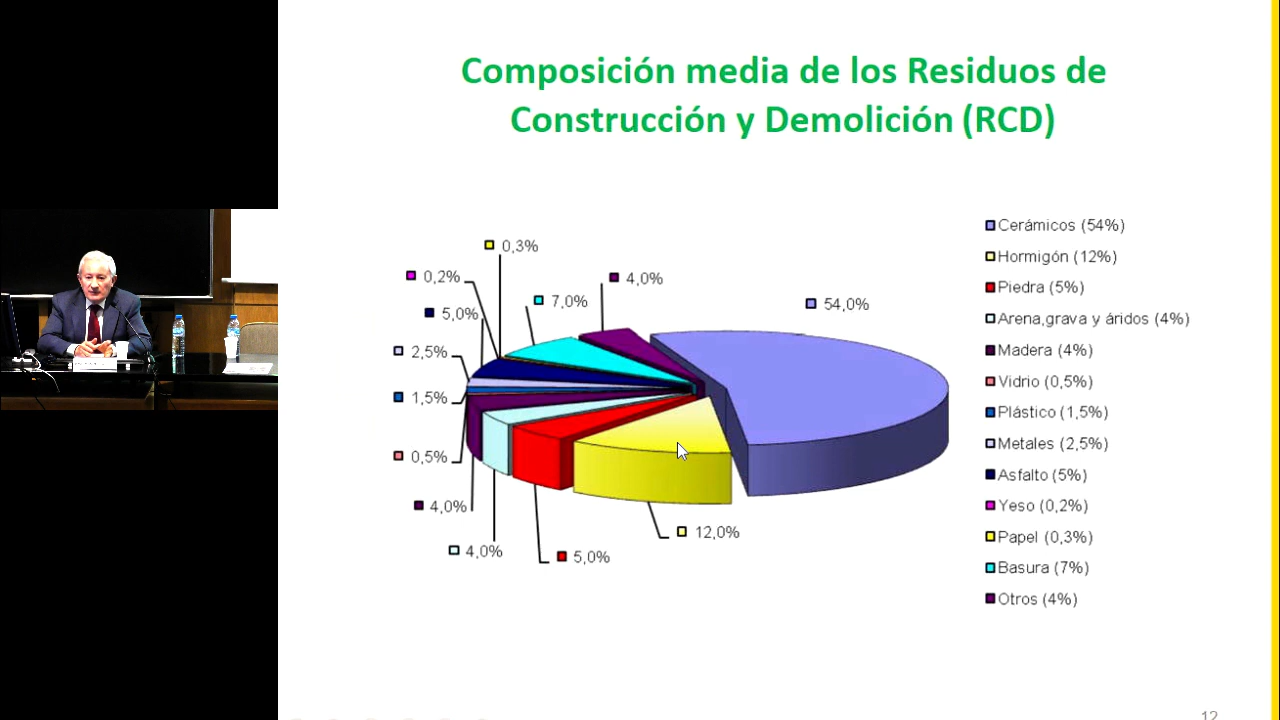 Composición media de los Residuos de
Construcción y Demolición (RCD)
0,3%
0,2%
4,0%
7,0%
54,0%
5,0%
2,5%
1,5%
0,5%
4,0%
4,0%
5,0%
12,0%
Cerámicos (54%)
Hormigón (12%)
Piedra (5%)
Arena,grava y áridos (4%)
Madera (4%)
Vidrio (0,5%)
Plástico (1,5%)
Metales (2,5%)
Asfalto (5%)
Yeso (0,2%)
Papel (0,3%)
Basura (7%)
Otros (4%)
12